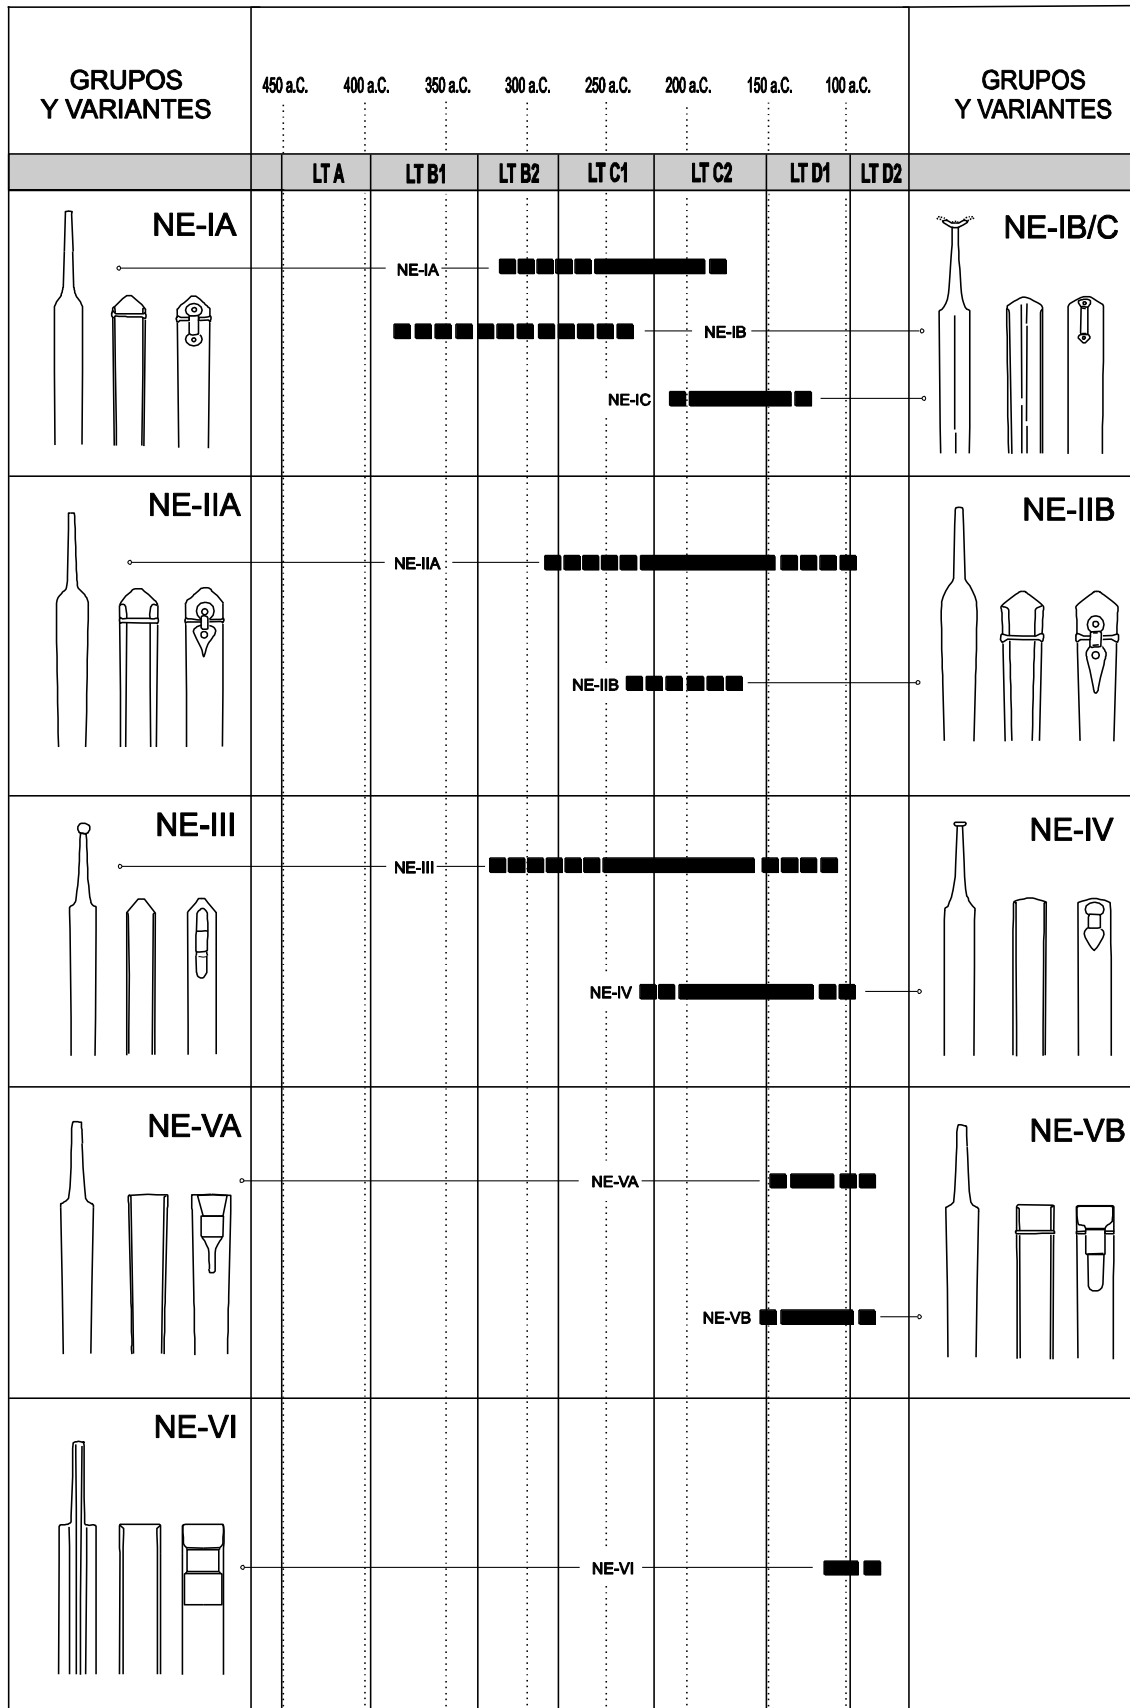 GRUPOS
Y VARIANTES
450 a.C. 400 a.C. 350 a.C. 300 a.C. 250 a.C. 200 a.C. 150 a.C. 100 a.C.
GRUPOS
Y VARIANTES
LT A LT B1 LT B2 LT C1 LT C2 LT D1 LT D2
NE-IA
NE-IB/C
NE-IA
NE-IB
NE-IC
NE-IIA
NE-IIB
NE-IIA
NE-IIB
NE-III
NE-IV
NE-III
NE-IV
NE-VA
NE-VB
NE-VA
NE-VB
NE-VI
NE-VI